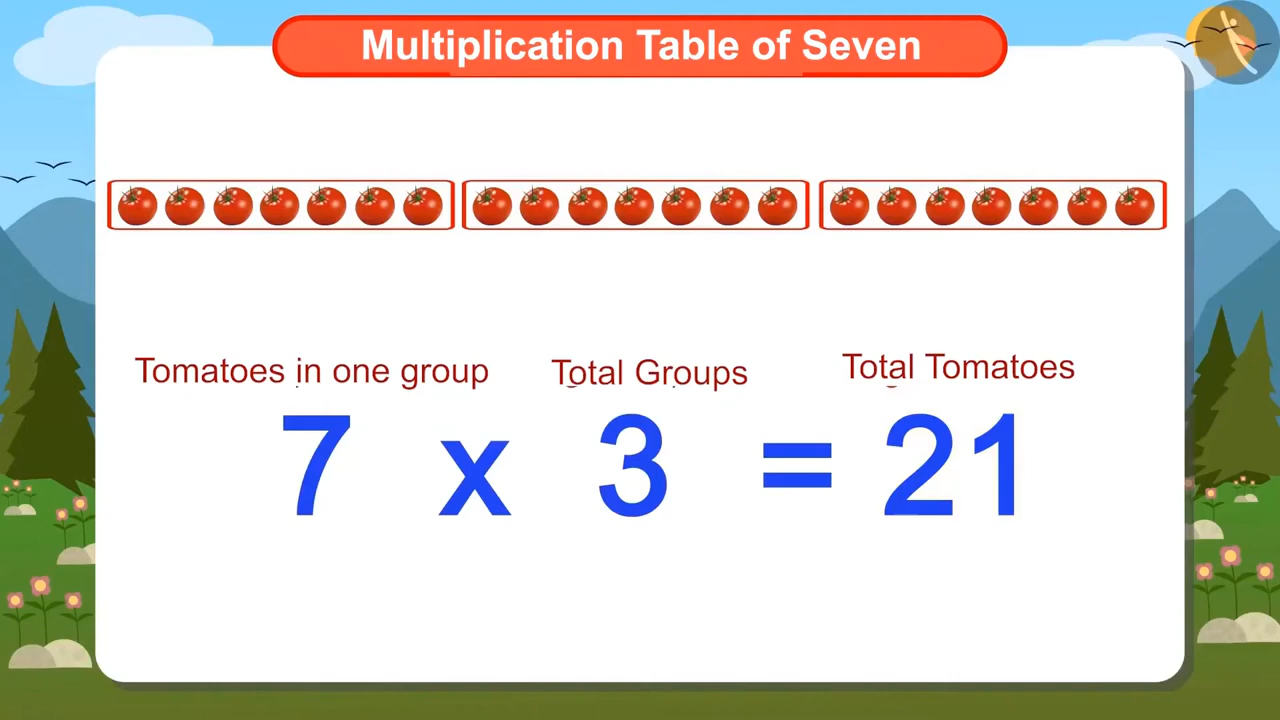 Multiplication Table of Seven
Tomatoes in one group Total Groups Total Tomatoes
7 x 3 = 21